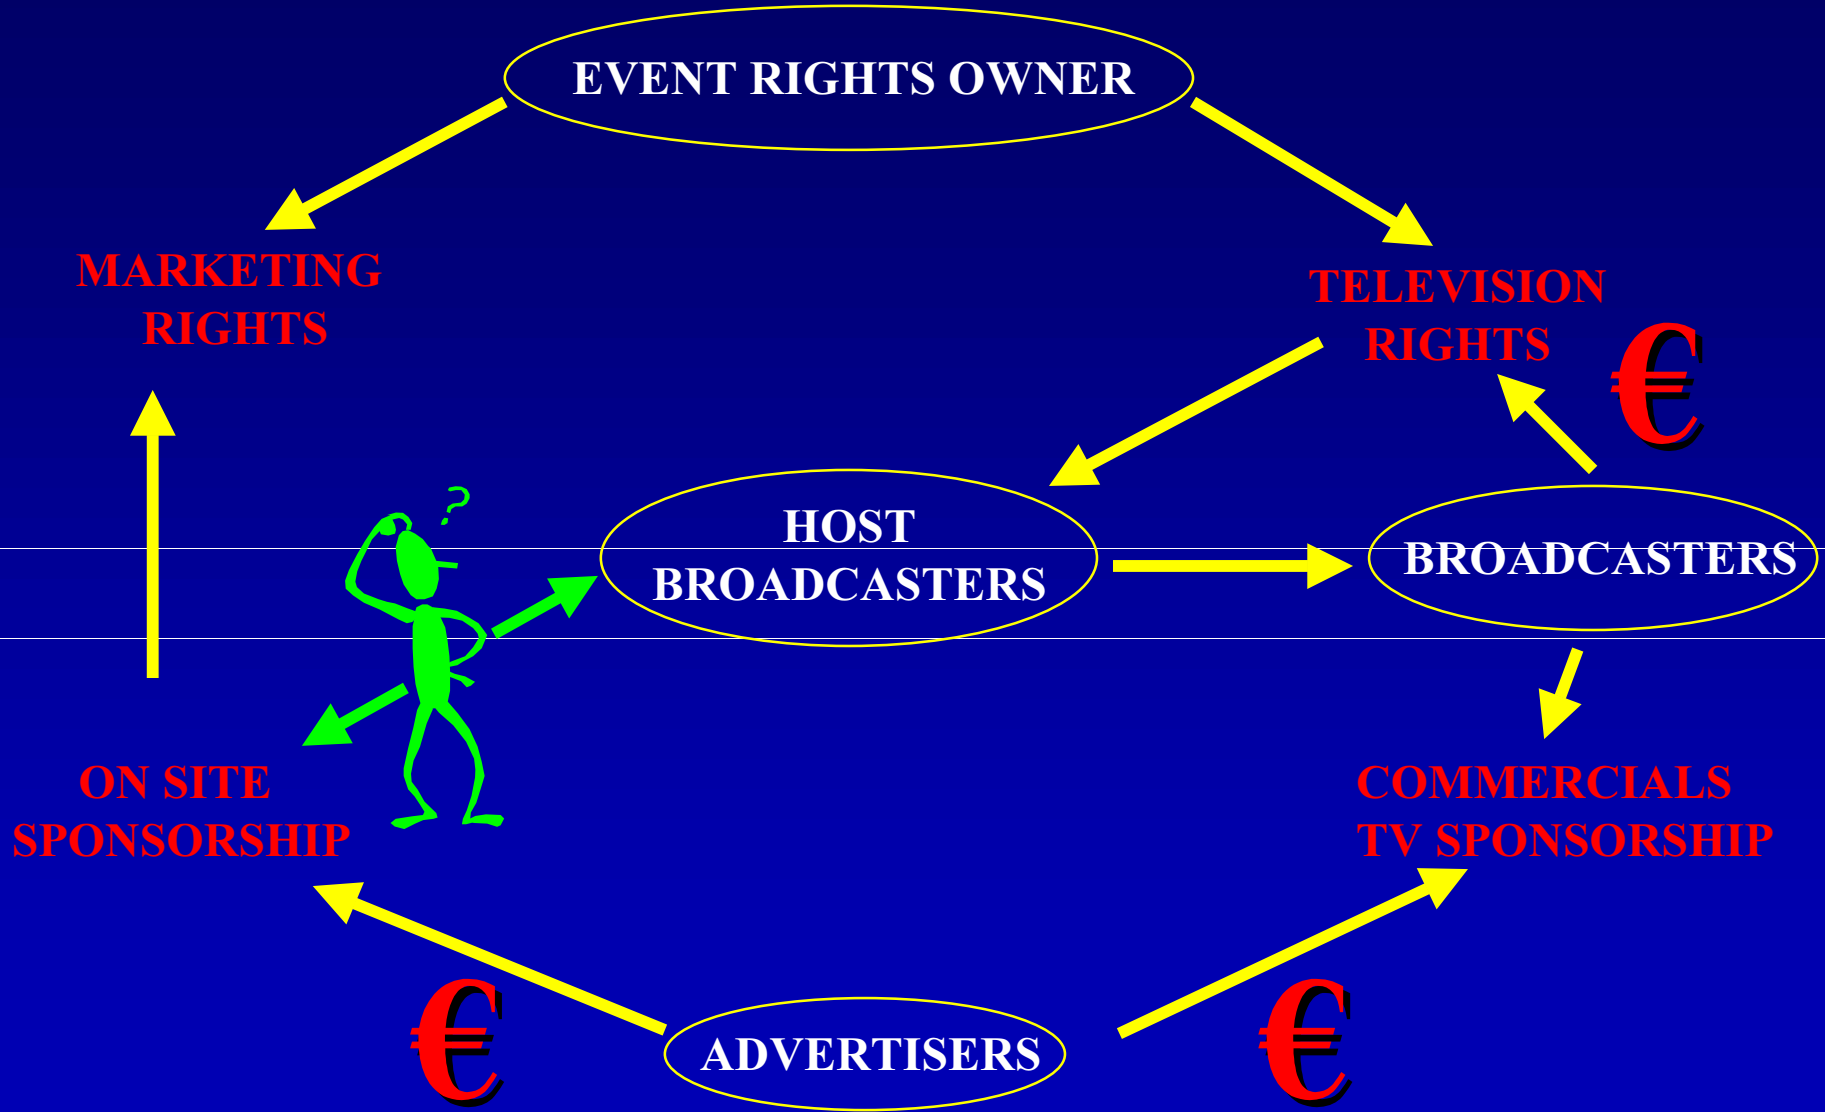 EVENT RIGHTS OWNER
MARKETING
RIGHTS
TELEVISION
RIGHTS
€
?
HOST
BROADCASTERS
BROADCASTERS
ON SITE
SPONSORSHIP
COMMERCIALS
TV SPONSORSHIP
€
€
ADVERTISERS